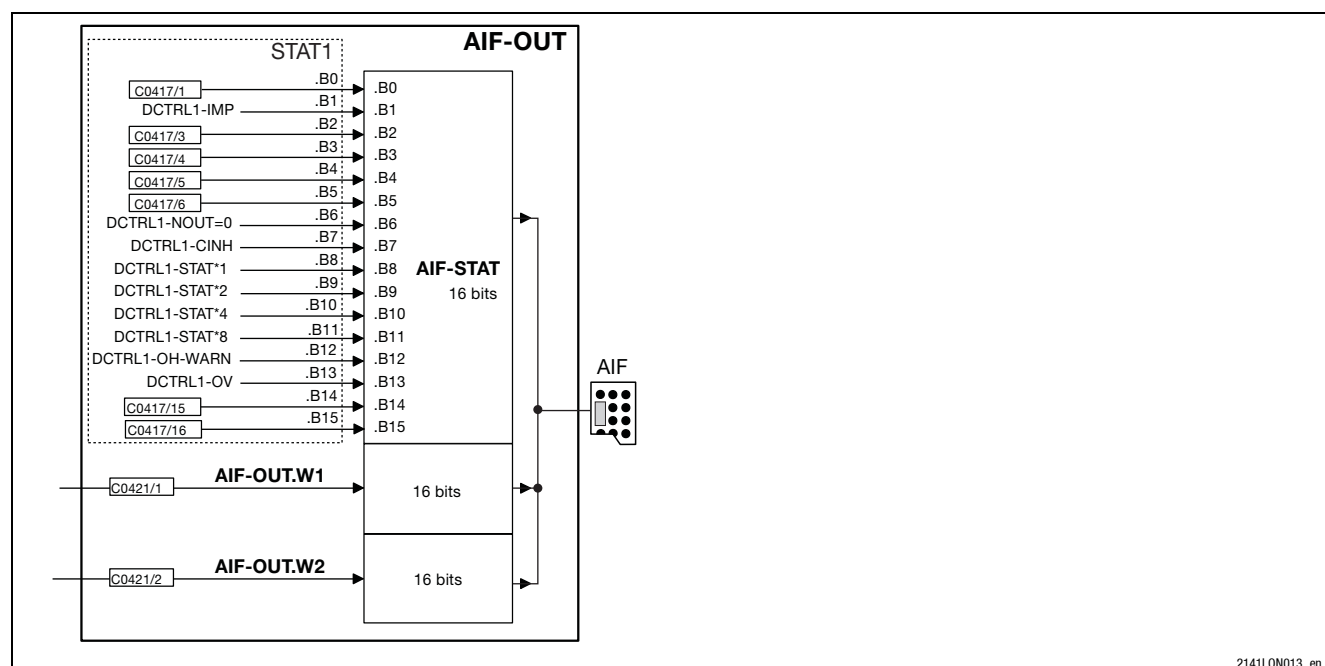 AIF-OUT
STAT1
C0417/1 .B0 .B0
DCTRL1-IMP .B1 .B1
C0417/3 .B2 .B2
C0417/4 .B3 .B3
C0417/5 .B4 .B4
C0417/6 .B5 .B5
DCTRL1-NOUT=0 .B6 .B6
DCTRL1-CINH .B7 .B7
DCTRL1-STAT*1 .B8 .B8 AIF-STAT
DCTRL1-STAT*2 .B9 .B9 16 bits
DCTRL1-STAT*4 .B10 .B10
DCTRL1-STAT*8 .B11 .B11
DCTRL1-OH-WARN .B12 .B12
DCTRL1-OV .B13 .B13
AIF
C0417/15 .B14 .B14
C0417/16 .B15 .B15
C0421/1 AIF-OUT.W1 16 bits
C0421/2 AIF-OUT.W2 16 bits
2141LON013_en